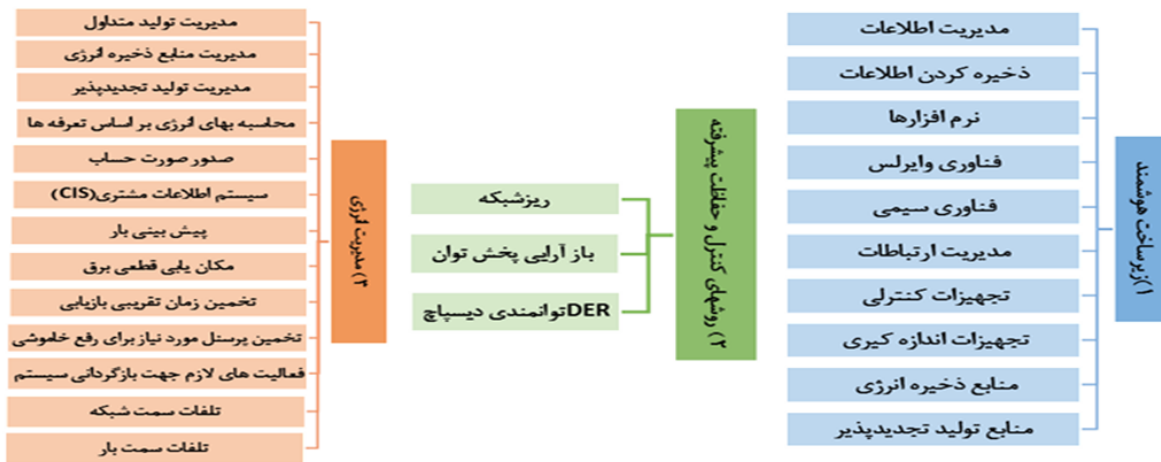 ۱)زیرساخت هوشمند
مدیریت اطلاعات
ذخیره کردن اطلاعات
نرم افزارها
فناوری وایرلس
فناوری سیمی
مدیریت ارتباطات
تجهیزات کنترلی
تجهیزات اندازه کیری
منابع ذخیره انرژی
منابع تولید تجدیدپذیر
۲) روشهای کنترل و حفاظت پیشرفته
ریزشبکه
باز آرایی پخش توان
DERتوانمندی دیسپاچ
۳) مدیریت انرژی
مدیریت تولید متداول
مدیریت منابع ذخیره انرژی
مدیریت تولید تجدیدپذیر
محاسبه بهای انرژی بر اساس تعرفه ها
صدور صورت حساب
سیستم اطلاعات مشتری(CIS)
پیش بینی بار
مکان یابی قطعی برق
تخمین زمان تقریبی بازیابی
تخمین پرسنل مورد نیاز برای رفع خاموشی
فعالیت های لازم جهت بازگردانی سیستم
تلفات سمت شبکه
تلفات سمت بار